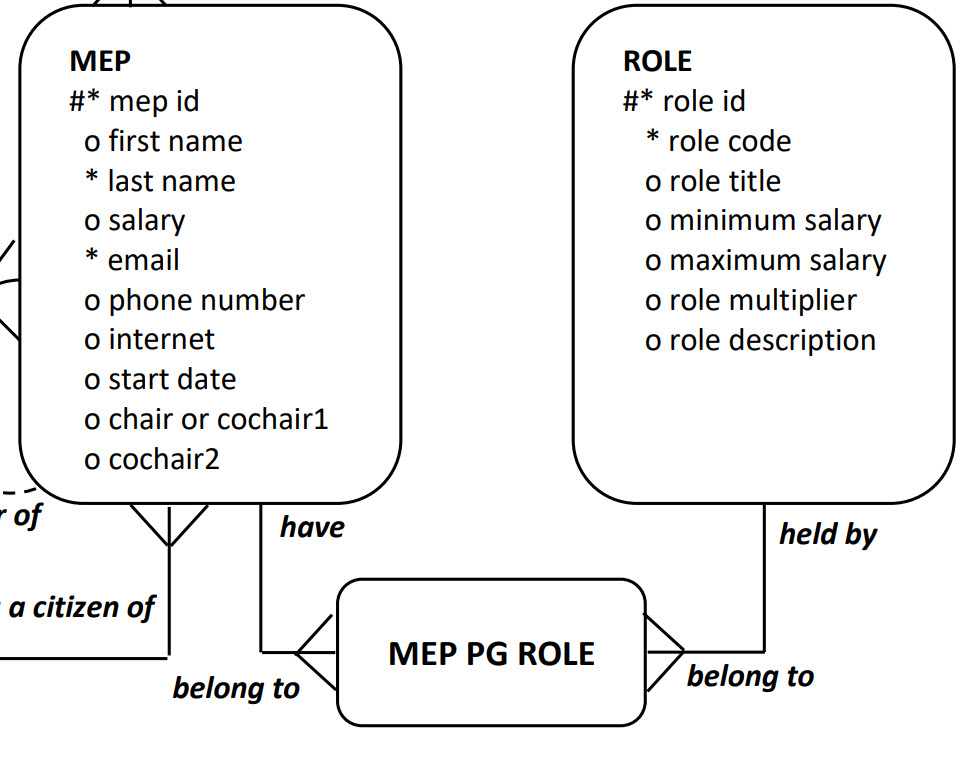 MEP
#* mep id
o first name
* last name
o salary
* email
o phone number
o internet
o start date
o chair or cochair1
o cochair2
ROLE
#* role id
* role code
o role title
o minimum salary
o maximum salary
o role multiplier
o role description
r of
have
held by
a citizen of
MEP PG ROLE
belong to
belong to